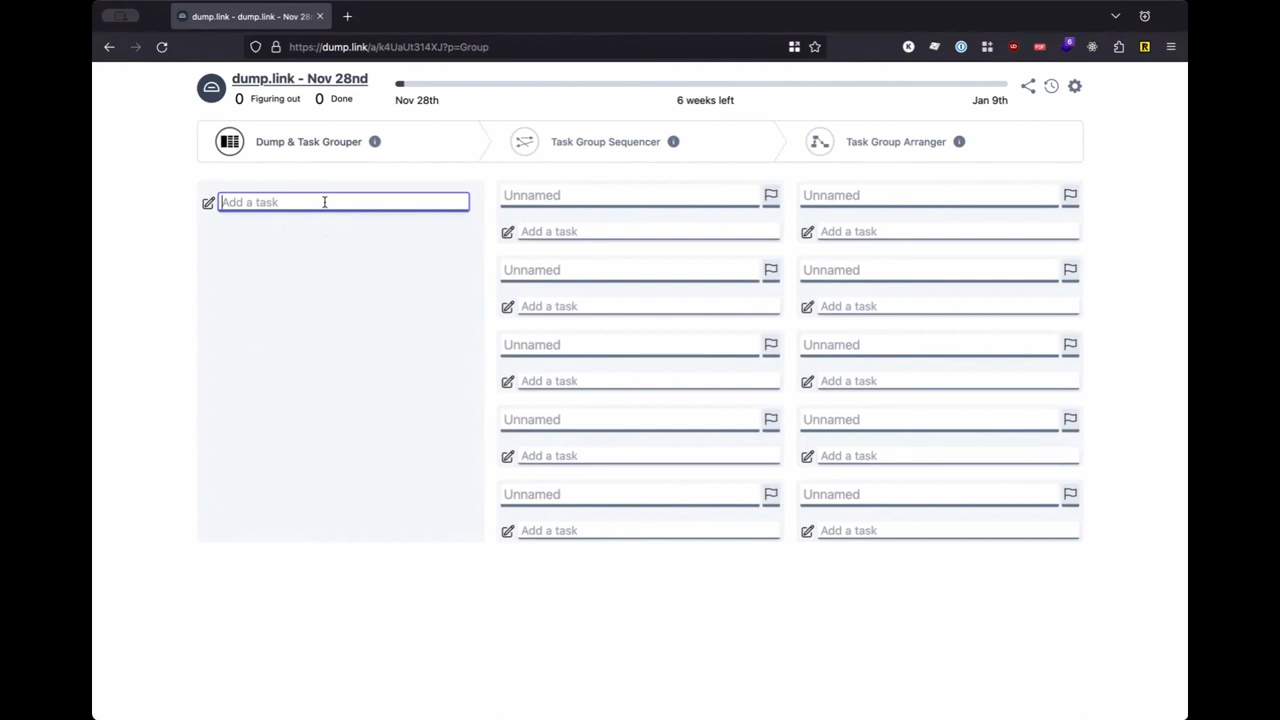 dump.link - dump.link - Nov 28
https://dump.link/a/k4UaUt314XJ?p=Group
6
dump.link - Nov 28nd
0 Figuring out 0 Done
Nov 28th 6 weeks left Jan 9th
Dump & Task Grouper
Task Group Sequencer
Task Group Arranger
Add a task
Unnamed
Add a task
Unnamed
Add a task
Unnamed
Add a task
Unnamed
Add a task
Unnamed
Add a task
Unnamed
Add a task
Unnamed
Add a task
Unnamed
Add a task
Unnamed
Add a task
Unnamed
Add a task